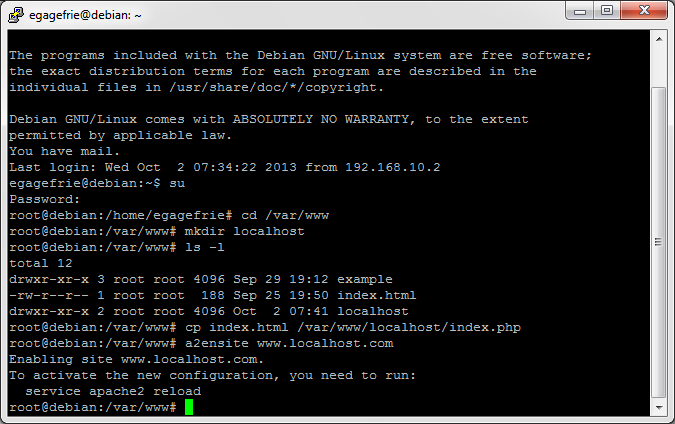 egagefrie@debian: ~
The programs included with the Debian GNU/Linux system are free software;
the exact distribution terms for each program are described in the
individual files in /usr/share/doc/*/copyright.
Debian GNU/Linux comes with ABSOLUTELY NO WARRANTY, to the extent
permitted by applicable law.
You have mail.
Last login: Wed Oct  2 07:34:22 2013 from 192.168.10.2
egagefrie@debian:~$ su
Password:
root@debian:/home/egagefrie# cd /var/www
root@debian:/var/www# mkdir localhost
root@debian:/var/www# ls -l
total 12
drwxr-xr-x 3 root root 4096 Sep 29 19:12 example
-rw-r--r-- 1 root root  188 Sep 25 19:50 index.html
drwxr-xr-x 2 root root 4096 Oct  2 07:41 localhost
root@debian:/var/www# cp index.html /var/www/localhost/index.php
root@debian:/var/www# a2ensite www.localhost.com
Enabling site www.localhost.com.
To activate the new configuration, you need to run:
  service apache2 reload
root@debian:/var/www#